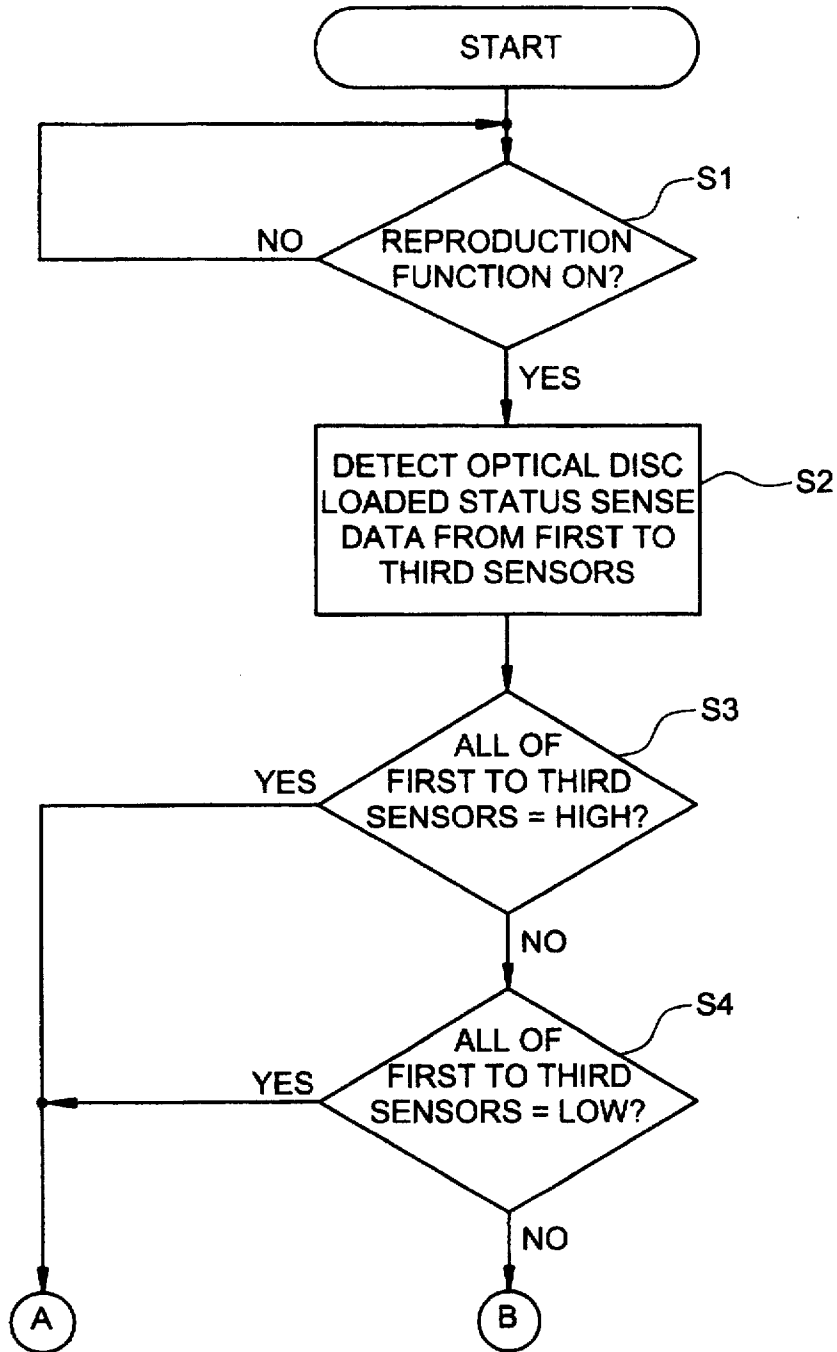 START
S1
REPRODUCTION
FUNCTION ON?
NO
YES
DETECT OPTICAL DISC
LOADED STATUS SENSE
DATA FROM FIRST TO
THIRD SENSORS
S2
S3
ALL OF
FIRST TO THIRD
SENSORS = HIGH?
YES
NO
S4
ALL OF
FIRST TO THIRD
SENSORS = LOW?
YES
NO
A
B